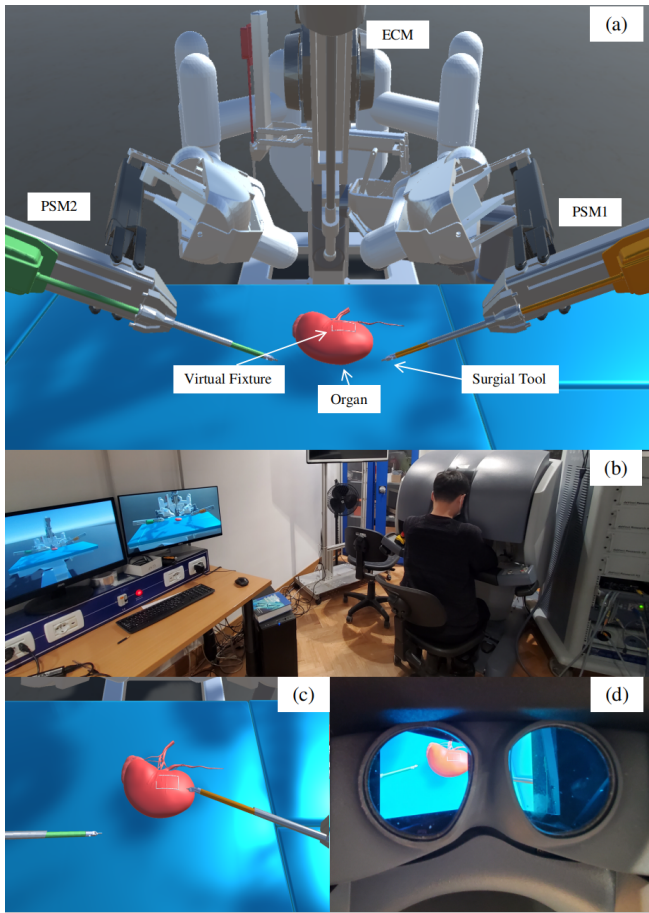 (a)
ECM
PSM2
PSM1
Virtual Fixture
Surgial Tool
Organ
(b)
(c)
(d)